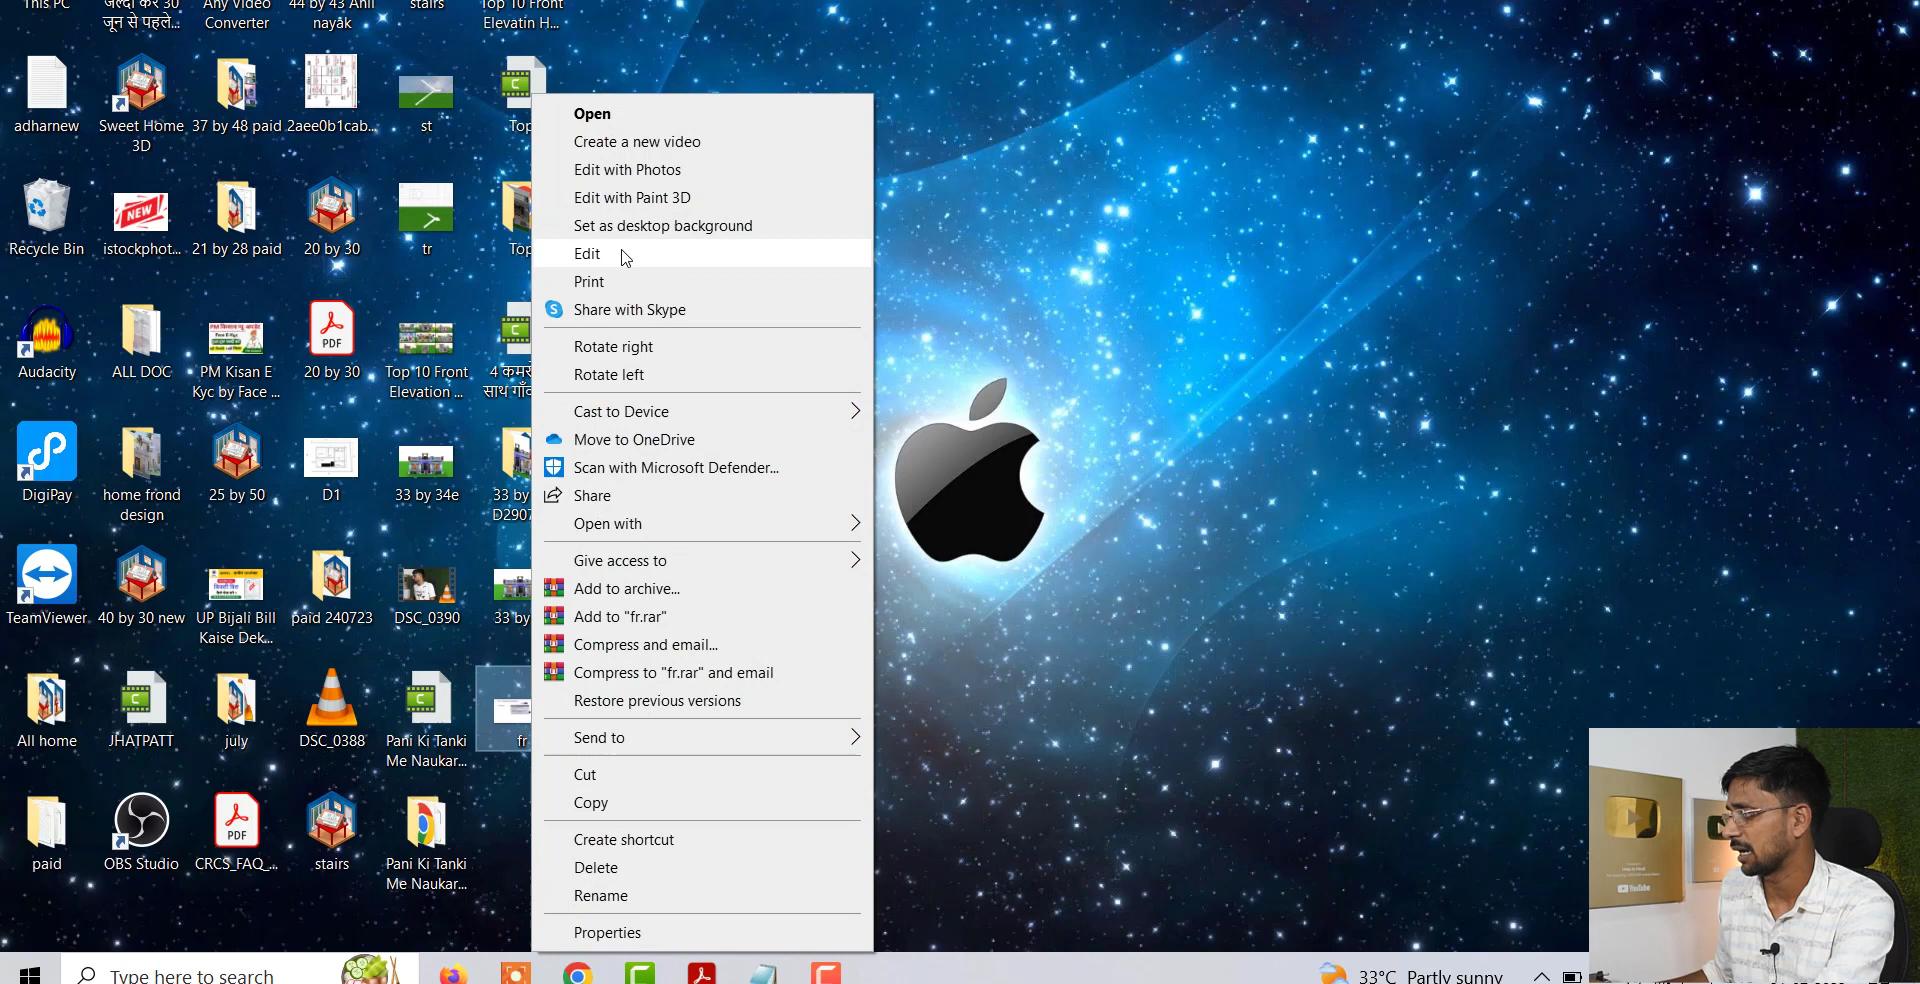 This PC
जल्दी करें 30
जून से पहले...
Any Video
Converter
44 by 43 Anil
nayak
stairs
Top 10 Front
Elevatin H...
adharnew
Sweet Home
3D
37 by 48 paid
2aee0b1cab...
st
Top
Recycle Bin
NEW
istockphot...
21 by 28 paid
20 by 30
tr
Top
Audacity
ALL DOC
PM Kisan E
Kyc by Face ...
PDF
20 by 30
Top 10 Front
Elevation ...
साथ गाँव
DigiPay
home frond
design
25 by 50
D1
33 by 34e
33 by
D2907
TeamViewer
40 by 30 new
UP Bijali Bill
Kaise Dek...
paid 240723
DSC_0390
33 by
All home
JHATPATT
july
DSC_0388
Pani Ki Tanki
Me Naukar...
fr
paid
OBS Studio
PDF
CRCS_FAQ_...
stairs
Pani Ki Tanki
Me Naukar...
Open
Create a new video
Edit with Photos
Edit with Paint 3D
Set as desktop background
Edit
Print
Share with Skype
Rotate right
Rotate left
Cast to Device
Move to OneDrive
Scan with Microsoft Defender...
Share
Open with
Give access to
Add to archive...
Add to "fr.rar"
Compress and email...
Compress to "fr.rar" and email
Restore previous versions
Send to
Cut
Copy
Create shortcut
Delete
Rename
Properties
YouTube
Type here to search
33°C Partly sunny